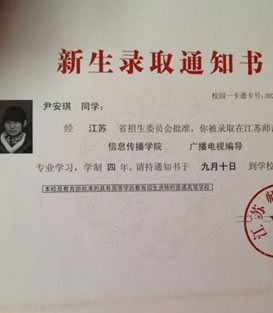 新生录取通知书
校园一卡通卡号:
尹安琪 同学:
经 江苏 省招生委员会批准,你被录取在江苏师
信息传播学院 广播电视编导
专业学习,学制 四 年,请持通知书于 九月十日 到学校
本校是教育部批准的具有高等学历教育招生资格的普通高等学校
江苏师